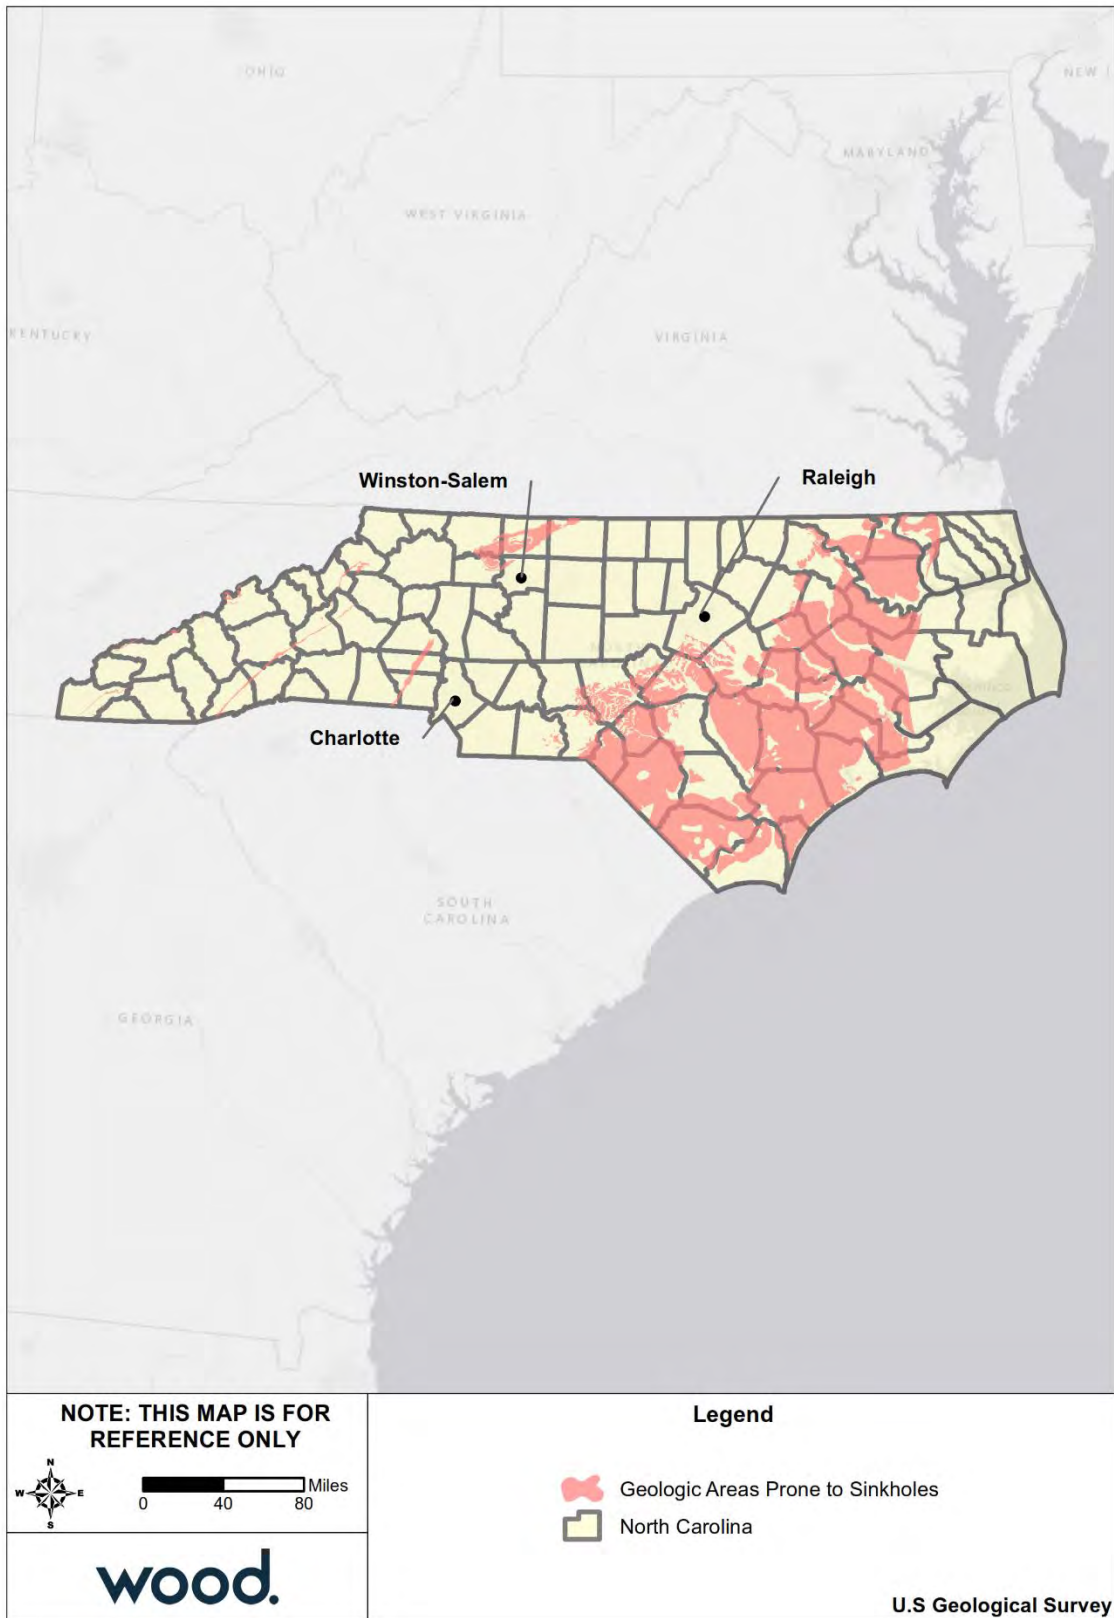 OHIO
NEW J
MARYLAND
WEST VIRGINIA
KENTUCKY
VIRGINIA
Winston-Salem
Raleigh
Charlotte
SOUTH
CAROLINA
GEORGIA
NOTE: THIS MAP IS FOR
REFERENCE ONLY
N
W
E
S
Miles
0 40 80
wood.
Legend
Geologic Areas Prone to Sinkholes
North Carolina
U.S Geological Survey